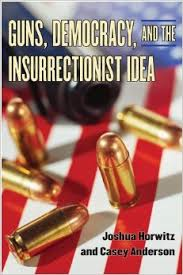 GUNS, DEMOCRACY, AND THE
INSURRECTIONIST IDEA
Joshua Horwitz
and Casey Anderson